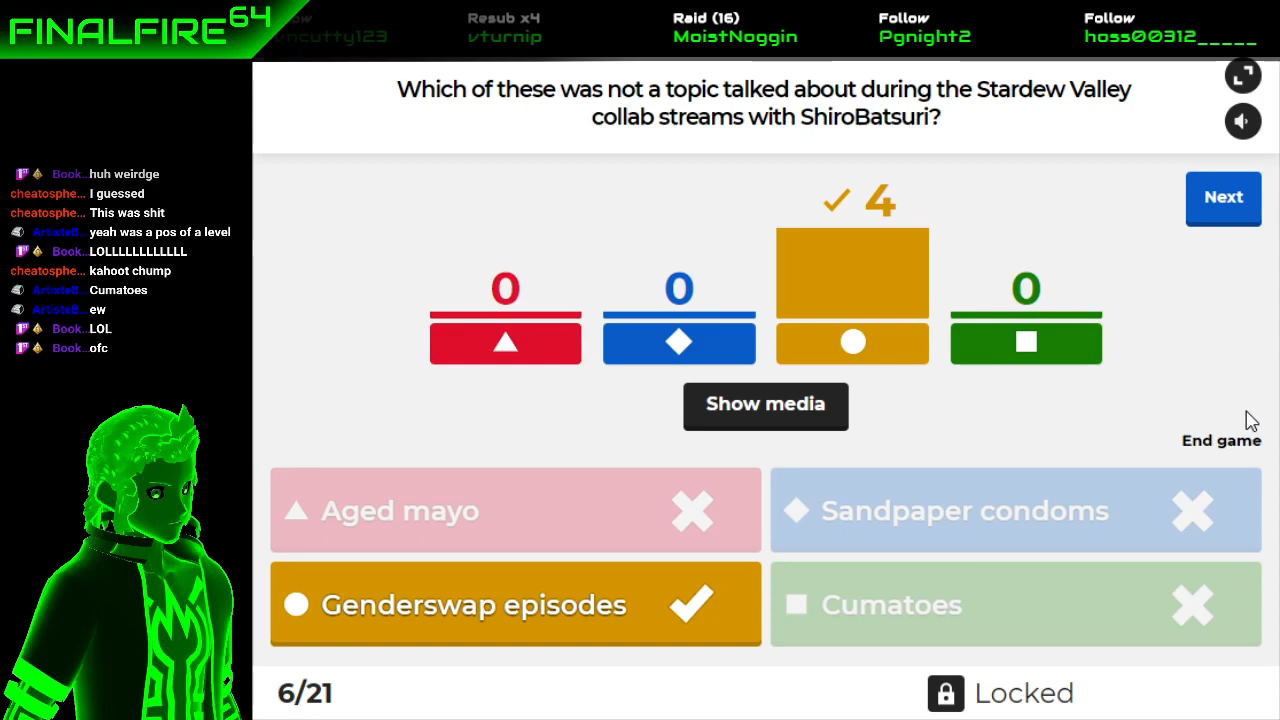 FINALFIRE64
Resub x4
vturnip
Raid (16)
MoistNoggin
Follow
Pgnight2
Follow
hoss00312_____
Which of these was not a topic talked about during the Stardew Valley
collab streams with ShiroBatsuri?
Book... huh weirdge
cheatosphe... I guessed
cheatosphe... This was shit
ArtisteB... yeah was a pos of a level
Book... LOLLLLLLLLLLL
cheatosphe... kahoot chump
ArtisteB... Cumatoes
ArtisteB... ew
Book... LOL
Book... ofc
Next
0
0
4
0
Show media
End game
Aged mayo
Sandpaper condoms
Genderswap episodes
Cumatoes
6/21
Locked